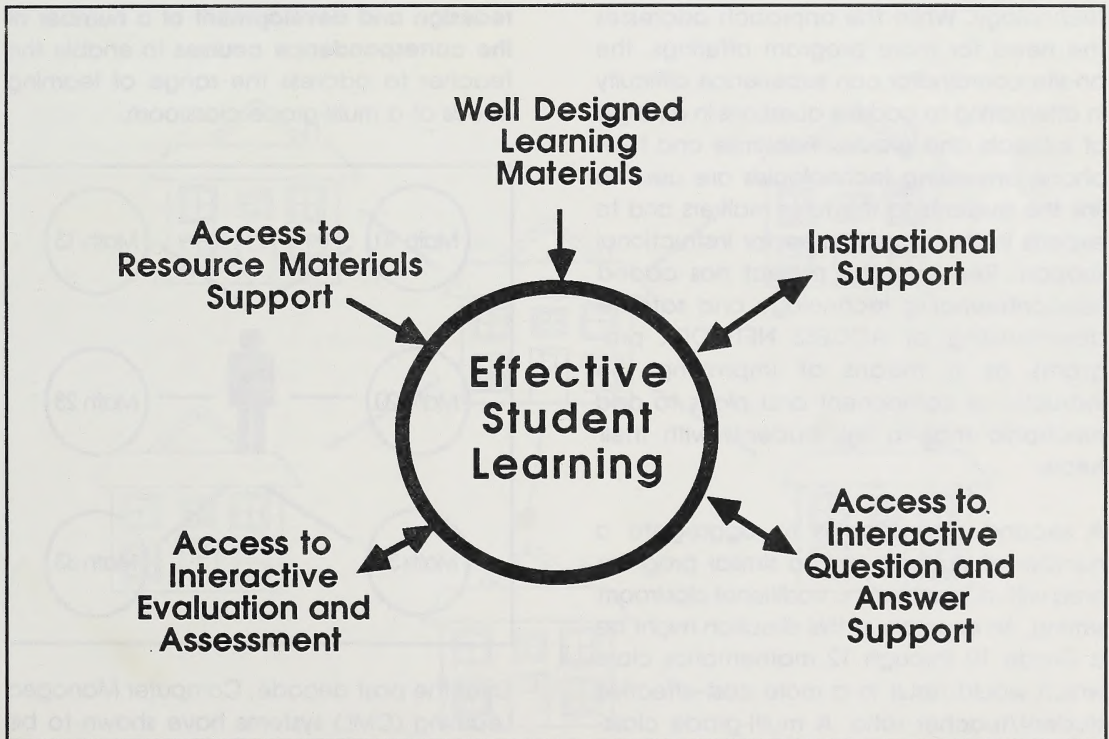 Well Designed
Learning
Materials
Access to
Resource Materials
Support
Instructional
Support
Effective
Student
Learning
Access to
Interactive
Evaluation and
Assessment
Access to
Interactive
Question and
Answer
Support